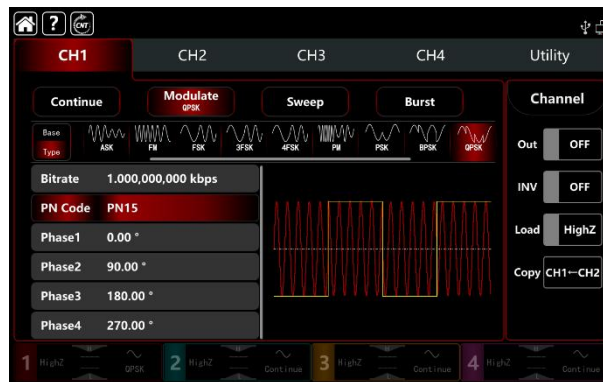 ? CNT
CH1 CH2 CH3 CH4 Utility
Continue Modulate Sweep Burst Channel
QPSK
Base
Type
ASK FM FSK 3FSK 4FSK PM PSK BPSK QPSK
Out OFF
Bitrate 1.000,000,000 kbps
INV OFF
PN Code PN15
Phase1 0.00 °
Load HighZ
Phase2 90.00 °
Copy CH1←CH2
Phase3 180.00 °
Phase4 270.00 °
1 HighZ QPSK 2 HighZ Continue 3 HighZ Continue 4 HighZ Continue